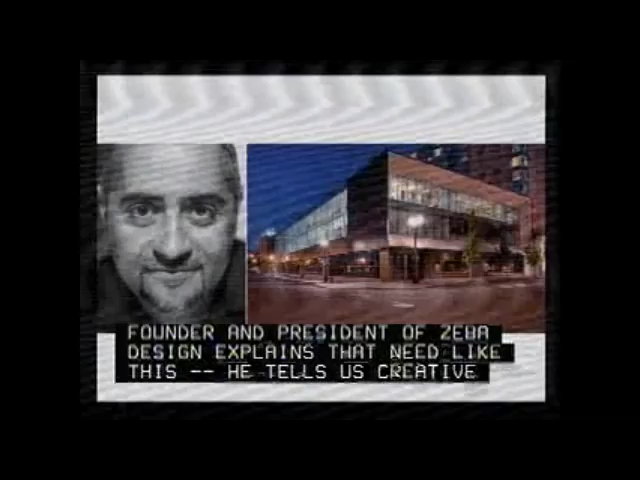 FOUNDER AND PRESIDENT OF ZEBA
DESIGN EXPLAINS THAT NEED LIKE
THIS -- HE TELLS US CREATIVE